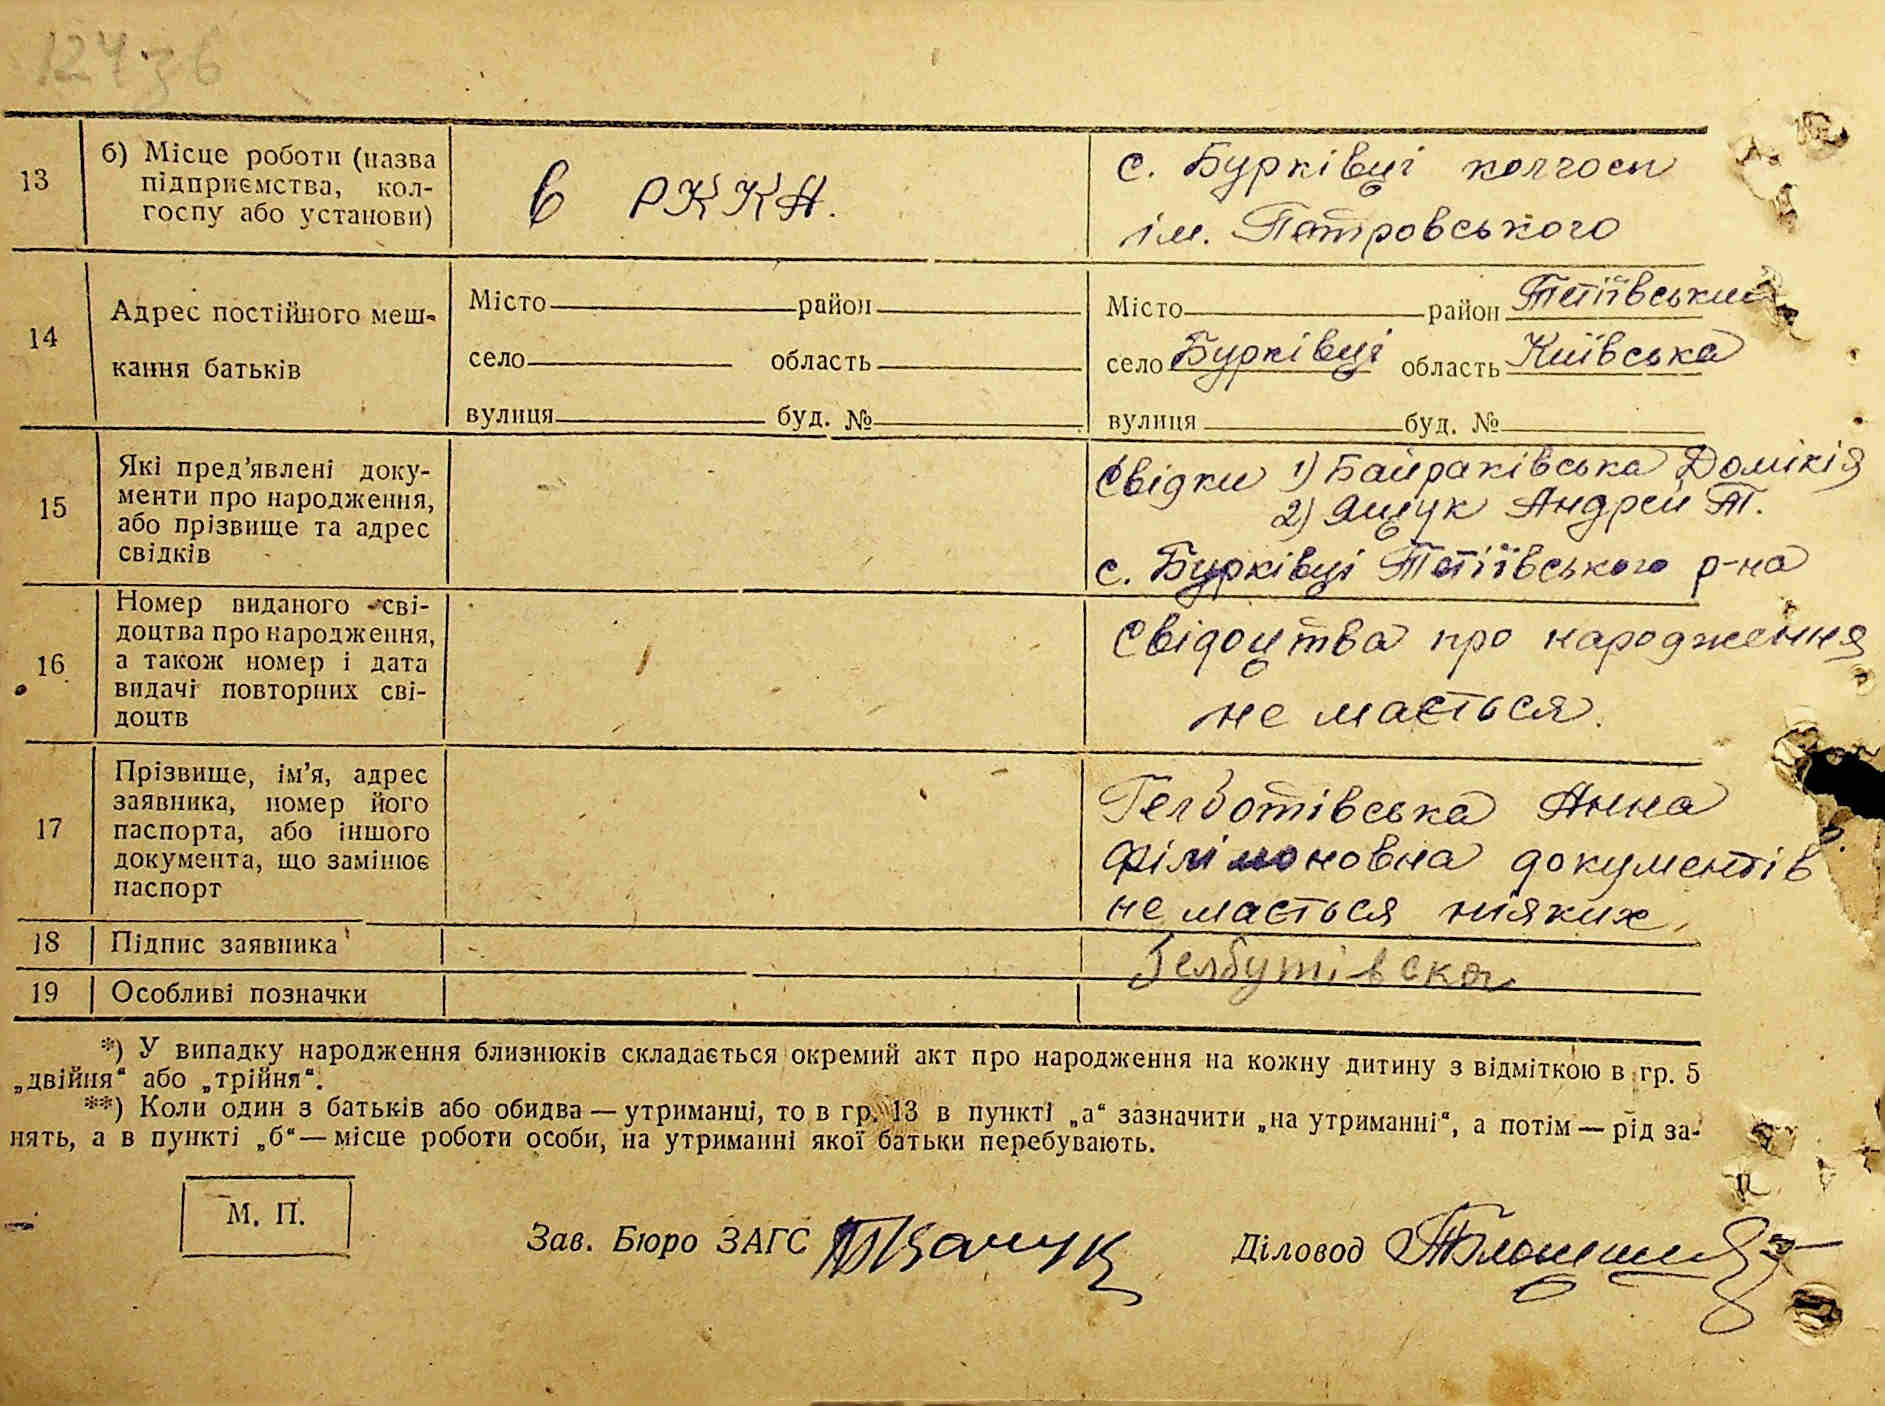 124 зв
13
б) Місце роботи (назва
підприємства, кол-
госпу або установи)
в РККА.
с. Бурківці колгосп
ім. Петровського
14
Адрес постійного меш-
кання батьків
Місто район
село область
вулиця буд. №
Місто район Тетіївський
село Бурківці область Київська
вулиця буд. №
15
Які пред'явлені доку-
менти про народження,
або прізвище та адрес
свідків
Свідки 1) Байраківська Домікія
2) Ящук Андрей Т.
с. Бурківці Тетіївського р-на
16
Номер виданого сві-
доцтва про народження,
а також номер і дата
видачі повторних сві-
доцтв
Свідоцтва про народження
не мається.
17
Прізвище, ім'я, адрес
заявника, номер його
паспорта, або іншого
документа, що замінює
паспорт
Гелботівська Анна
Філімоновна документів
не мається ніяких
18
Підпис заявника
Гелбутівска
19
Особливі позначки
*) У випадку народження близнюків складається окремий акт про народження на кожну дитину з відміткою в гр. 5
„двійня“ або „трійня“.
**) Коли один з батьків або обидва — утриманці, то в гр. 13 в пункті „а“ зазначити „на утриманні“, а потім — рід за-
нять, а в пункті „б“ — місце роботи особи, на утриманні якої батьки перебувають.
М. П.
Зав. Бюро ЗАГС Ткачук
Діловод